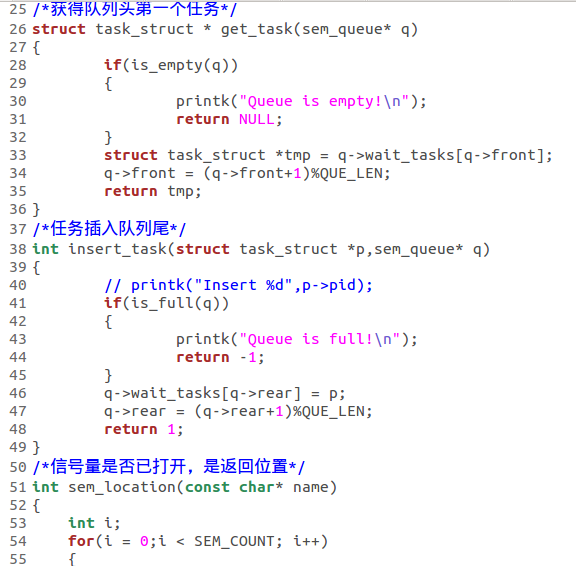 25 /*获得队列头第一个任务*/
26 struct task_struct * get_task(sem_queue* q)
27 {
28         if(is_empty(q))
29         {
30                 printk("Queue is empty!\n");
31                 return NULL;
32         }
33         struct task_struct *tmp = q->wait_tasks[q->front];
34         q->front = (q->front+1)%QUE_LEN;
35         return tmp;
36 }
37 /*任务插入队列尾*/
38 int insert_task(struct task_struct *p,sem_queue* q)
39 {
40         // printk("Insert %d",p->pid);
41         if(is_full(q))
42         {
43                 printk("Queue is full!\n");
44                 return -1;
45         }
46         q->wait_tasks[q->rear] = p;
47         q->rear = (q->rear+1)%QUE_LEN;
48         return 1;
49 }
50 /*信号量是否已打开，是返回位置*/
51 int sem_location(const char* name)
52 {
53     int i;
54     for(i = 0;i < SEM_COUNT; i++)
55     {